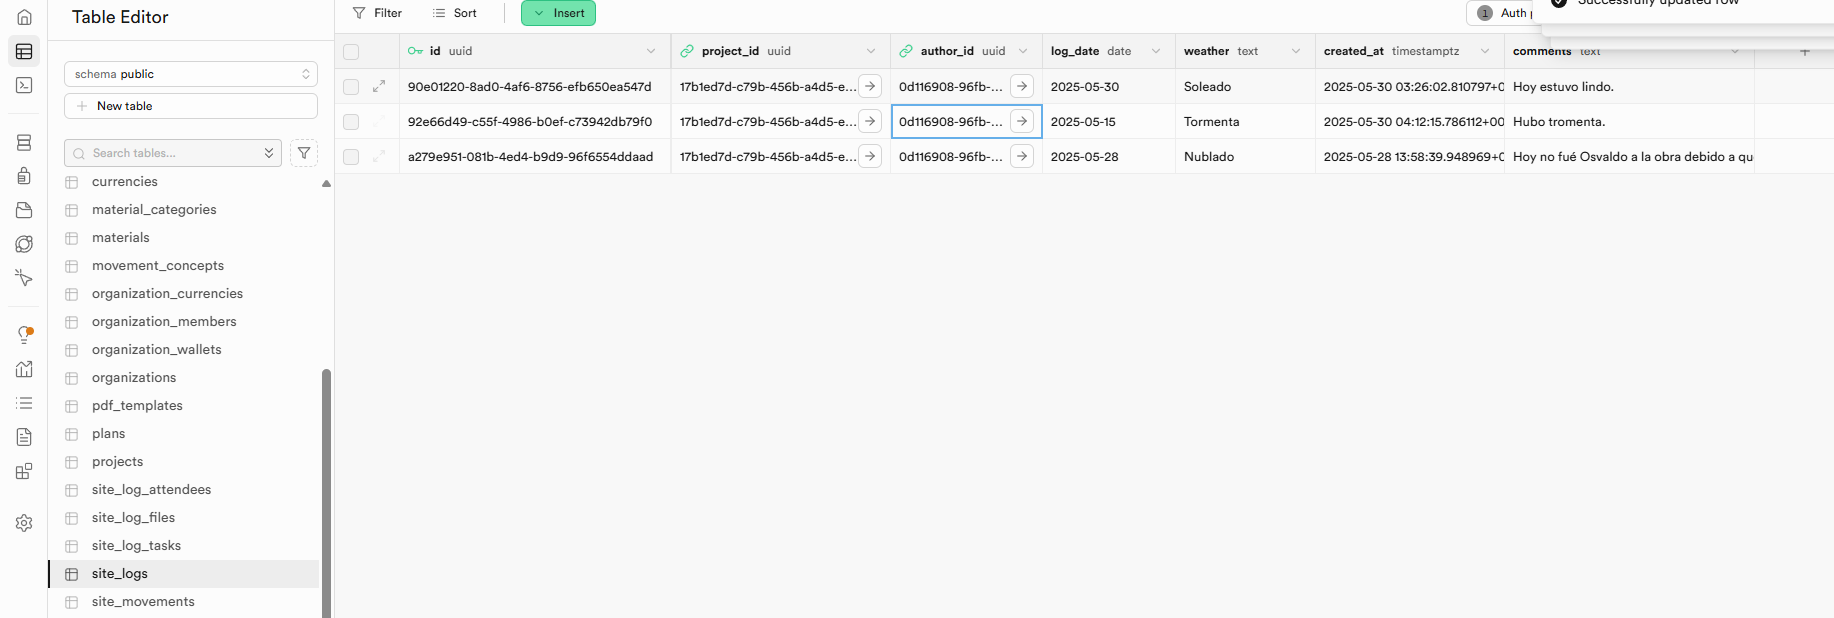 Table Editor
Filter
Sort
Insert
1 Auth
Successfully updated row
schema public
New table
Search tables...
currencies
material_categories
materials
movement_concepts
organization_currencies
organization_members
organization_wallets
organizations
pdf_templates
plans
projects
site_log_attendees
site_log_files
site_log_tasks
site_logs
site_movements
id uuid project_id uuid author_id uuid log_date date weather text created_at timestamptz comments text
90e01220-8ad0-4af6-8756-efb650ea547d 17b1ed7d-c79b-456b-a4d5-e... 0d116908-96fb-... 2025-05-30 Soleado 2025-05-30 03:26:02.810797+0 Hoy estuvo lindo.
92e66d49-c55f-4986-b0ef-c73942db79f0 17b1ed7d-c79b-456b-a4d5-e... 0d116908-96fb-... 2025-05-15 Tormenta 2025-05-30 04:12:15.786112+00 Hubo tromenta.
a279e951-081b-4ed4-b9d9-96f6554ddaad 17b1ed7d-c79b-456b-a4d5-e... 0d116908-96fb-... 2025-05-28 Nublado 2025-05-28 13:58:39.948969+0 Hoy no fué Osvaldo a la obra debido a qu